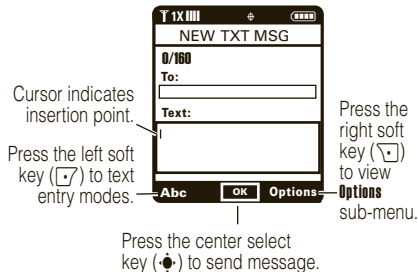 1X
NEW TXT MSG
0/160
To:
Text:
Abc
OK
Options
Cursor indicates
insertion point.
Press the left soft
key ( ) to text
entry modes.
Press the
right soft
key ( )
to view
Options
sub-menu.
Press the center select
key ( ) to send message.